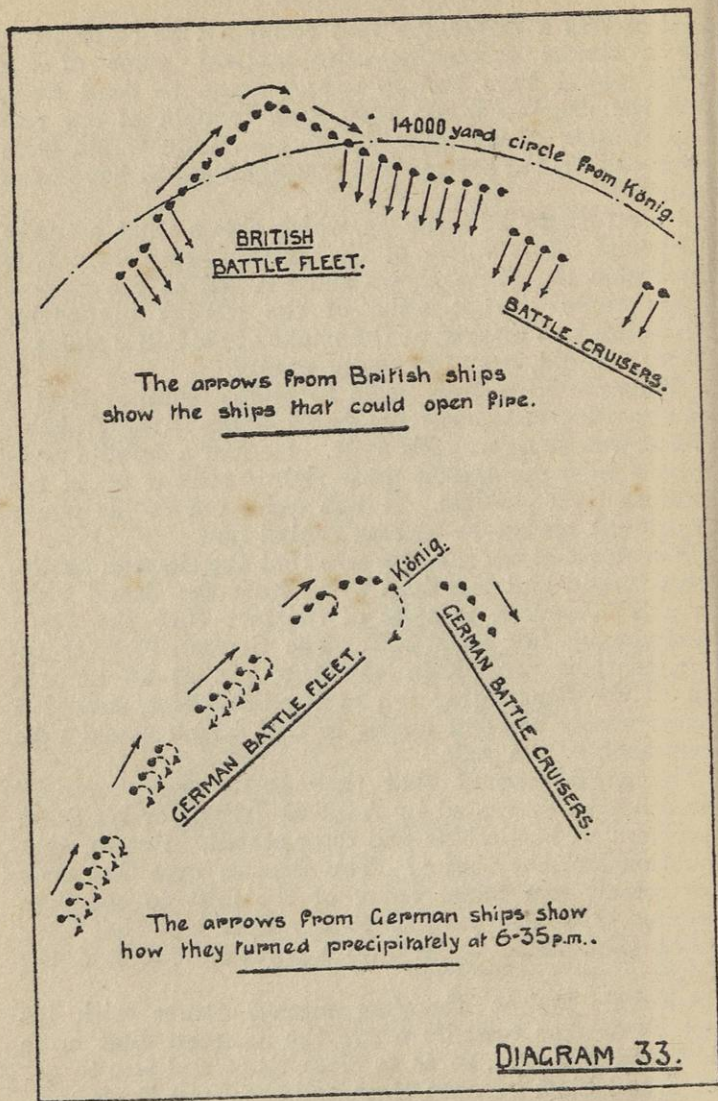 14000 yard circle from König.
BRITISH
BATTLE FLEET.
BATTLE CRUISERS.
The arrows from British ships
show the ships that could open fire.
König.
GERMAN BATTLE FLEET.
GERMAN BATTLE CRUISERS.
The arrows from German ships show
how they turned precipitately at 6-35p.m..
DIAGRAM 33.